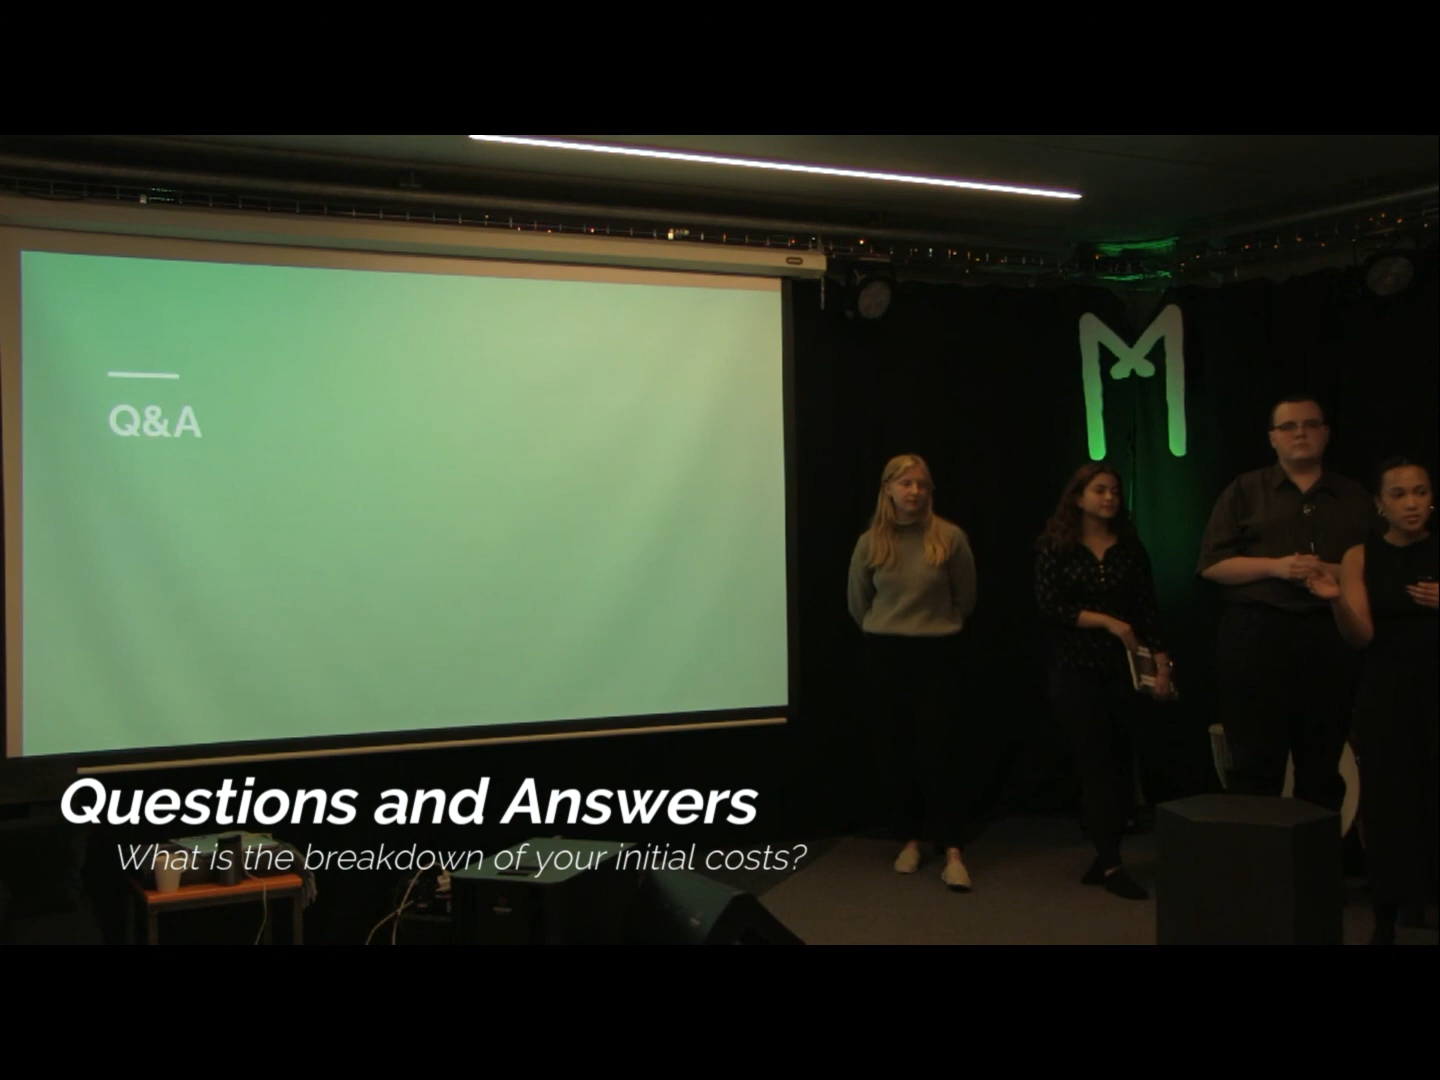 Q&A
M
Questions and Answers
What is the breakdown of your initial costs?